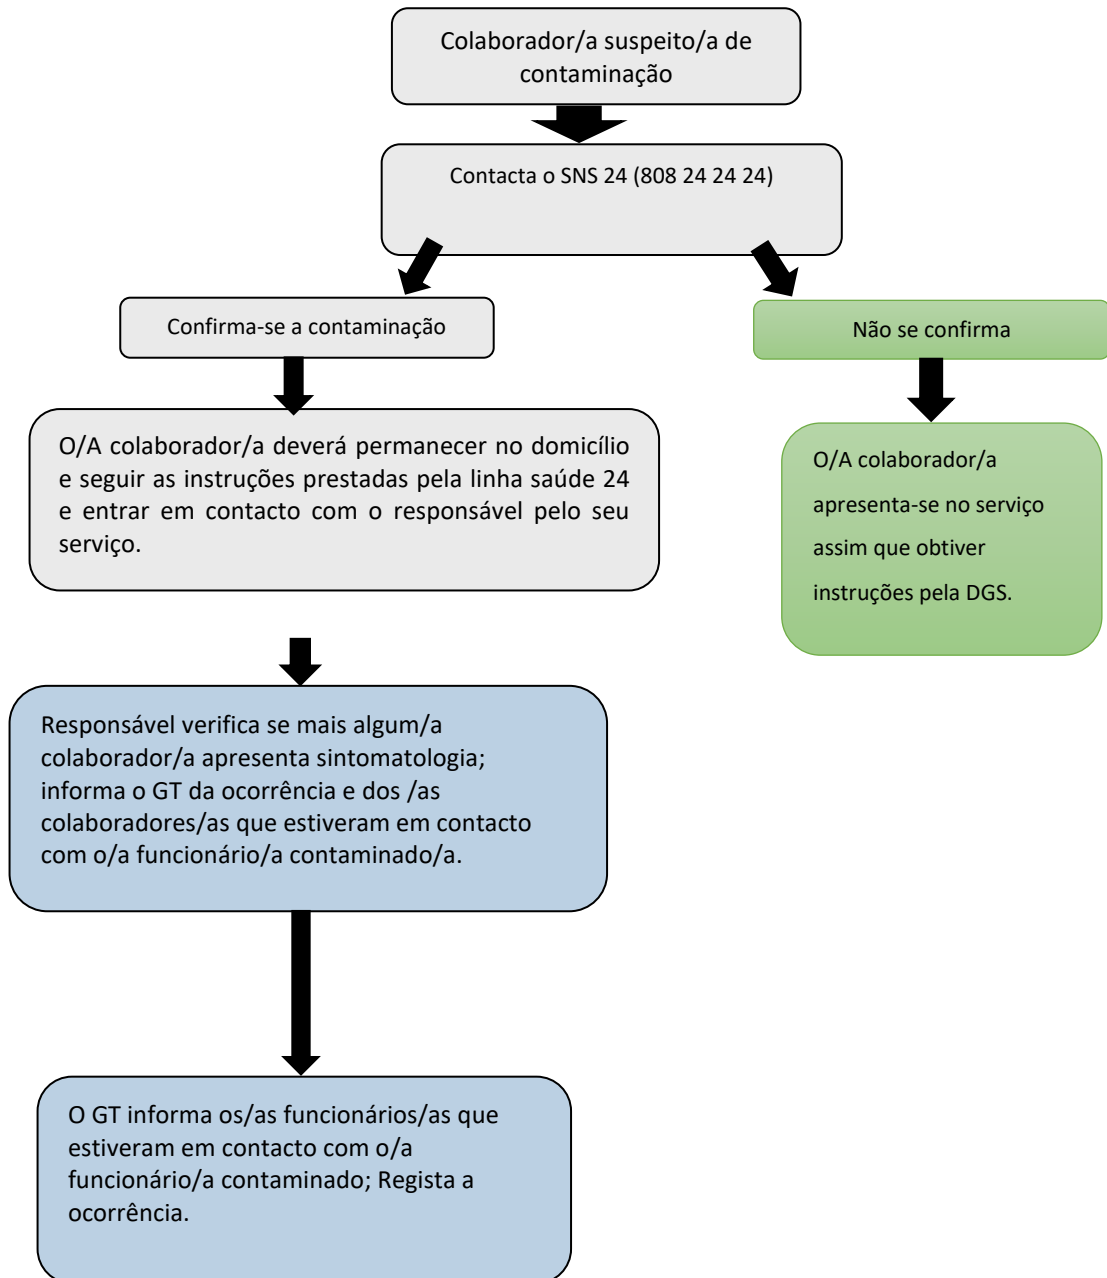 Colaborador/a suspeito/a de
contaminação
Contacta o SNS 24 (808 24 24 24)
Confirma-se a contaminação
Não se confirma
O/A colaborador/a deverá permanecer no domicílio
e seguir as instruções prestadas pela linha saúde 24
e entrar em contacto com o responsável pelo seu
serviço.
O/A colaborador/a
apresenta-se no serviço
assim que obtiver
instruções pela DGS.
Responsável verifica se mais algum/a
colaborador/a apresenta sintomatologia;
informa o GT da ocorrência e dos /as
colaboradores/as que estiveram em contacto
com o/a funcionário/a contaminado/a.
O GT informa os/as funcionários/as que
estiveram em contacto com o/a
funcionário/a contaminado; Regista a
ocorrência.